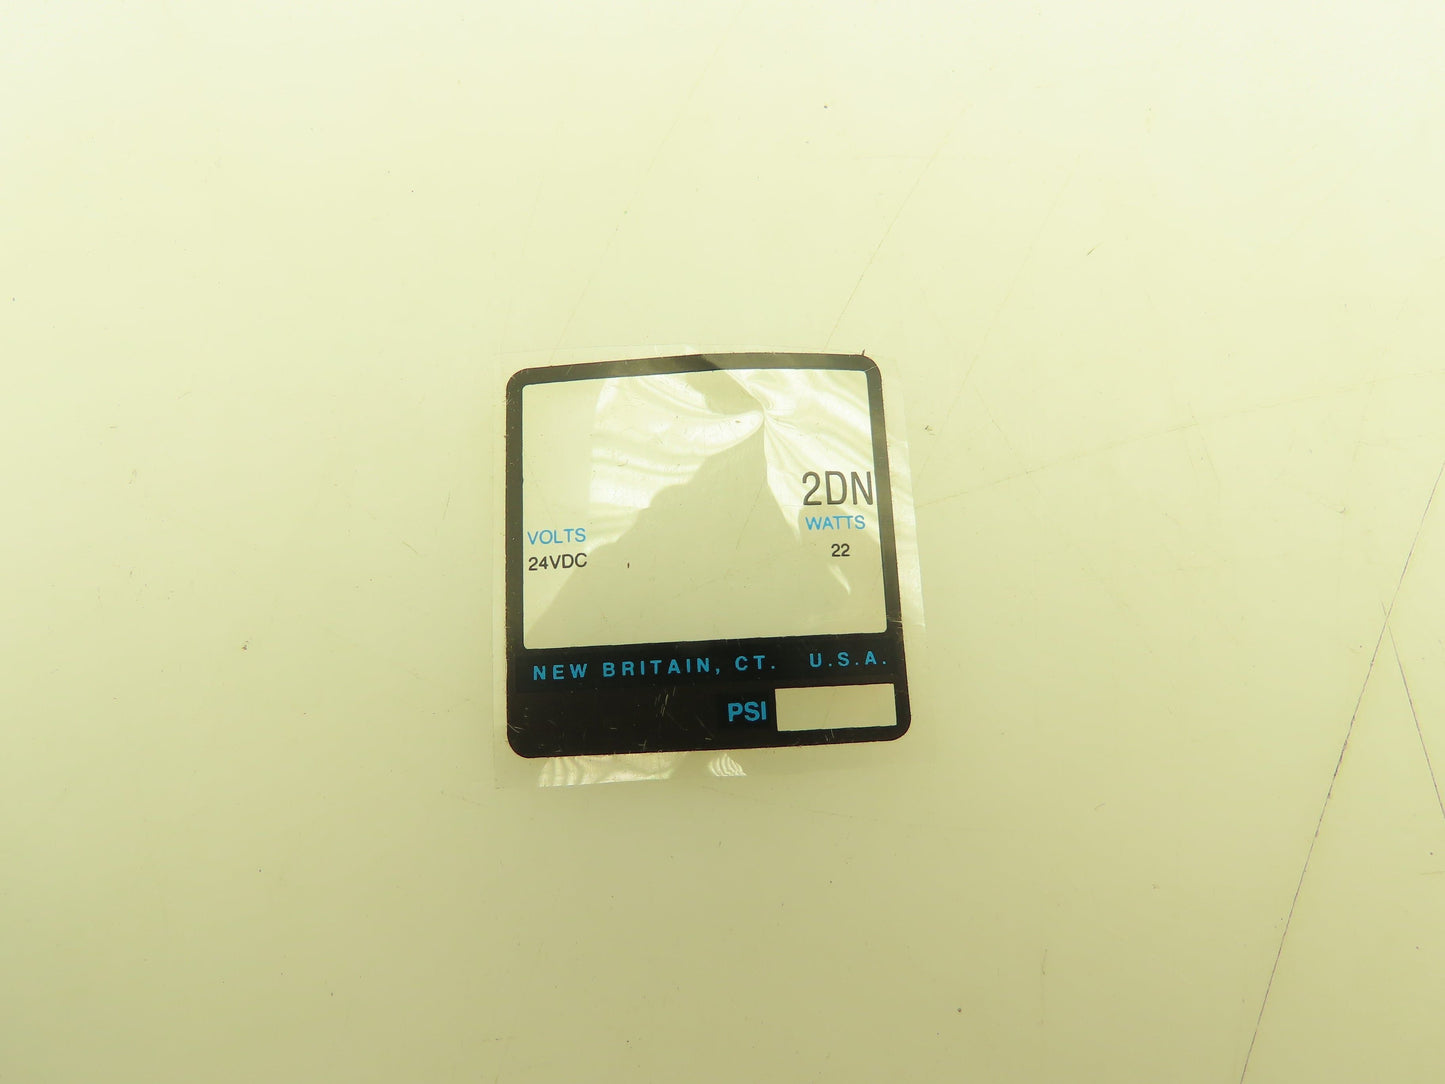 2DN
VOLTS WATTS
24VDC 22
NEW BRITAIN, CT. U.S.A.
PSI